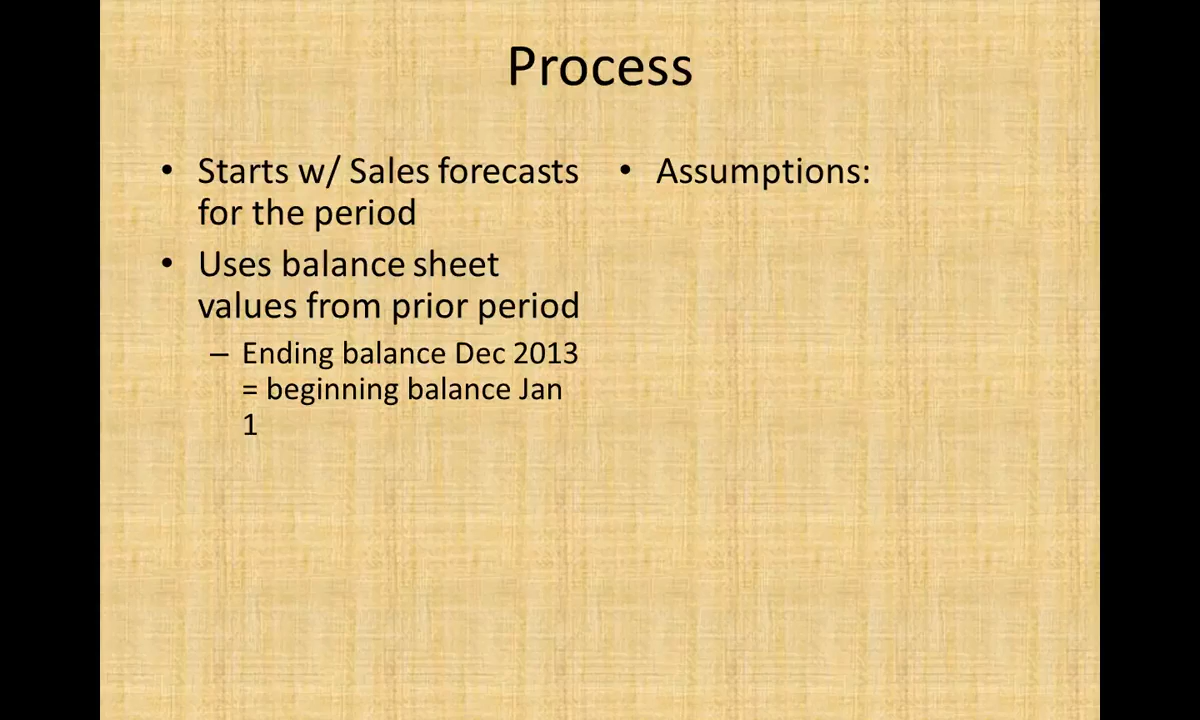 Process
• Starts w/ Sales forecasts
for the period
• Uses balance sheet
values from prior period
– Ending balance Dec 2013
= beginning balance Jan
1
• Assumptions: